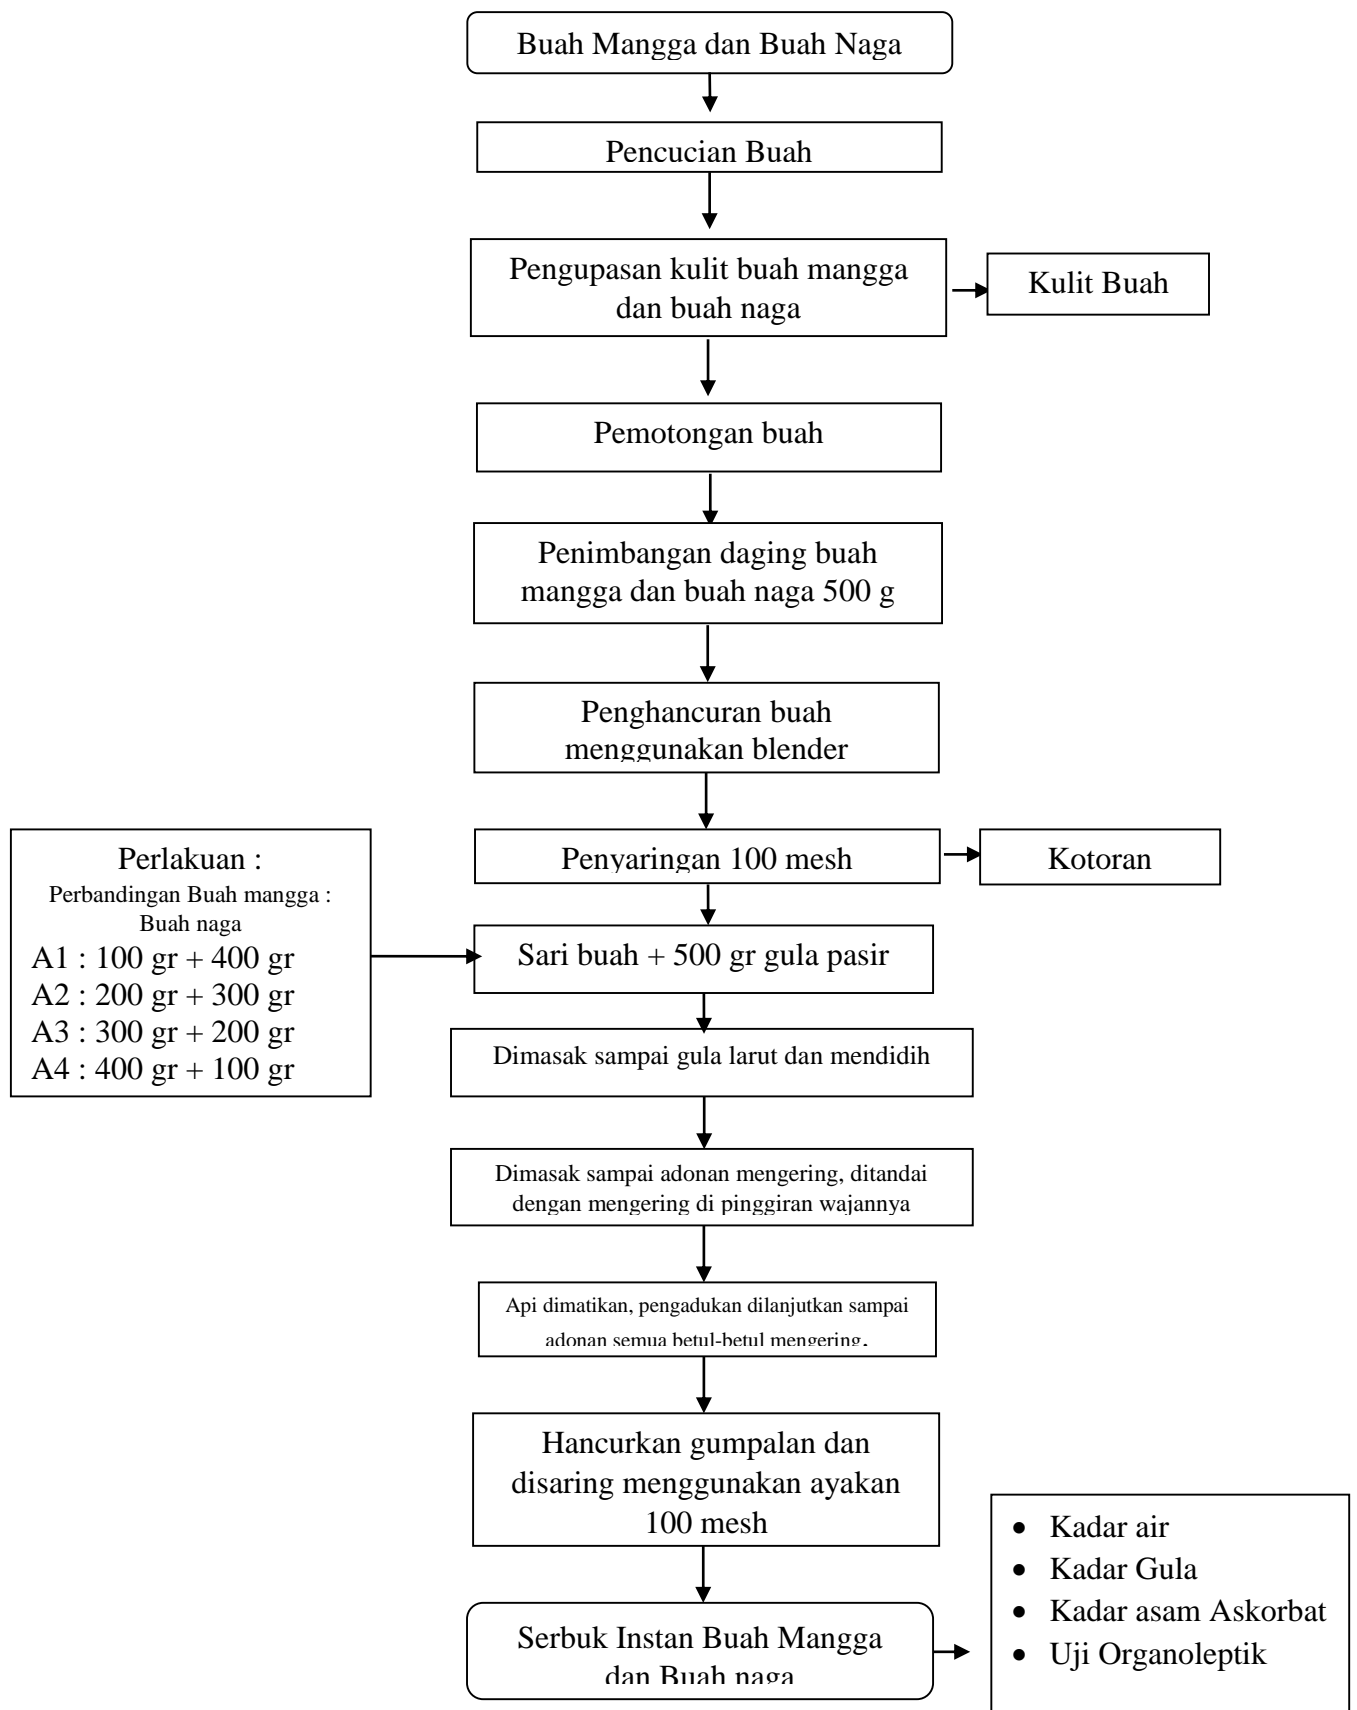 Buah Mangga dan Buah Naga
Pencucian Buah
Pengupasan kulit buah mangga
dan buah naga
Kulit Buah
Pemotongan buah
Penimbangan daging buah
mangga dan buah naga 500 g
Penghancuran buah
menggunakan blender
Penyaringan 100 mesh
Kotoran
Perlakuan :
Perbandingan Buah mangga :
Buah naga
A1 : 100 gr + 400 gr
A2 : 200 gr + 300 gr
A3 : 300 gr + 200 gr
A4 : 400 gr + 100 gr
Sari buah + 500 gr gula pasir
Dimasak sampai gula larut dan mendidih
Dimasak sampai adonan mengering, ditandai
dengan mengering di pinggiran wajannya
Api dimatikan, pengadukan dilanjutkan sampai
adonan semua betul-betul mengering.
Hancurkan gumpalan dan
disaring menggunakan ayakan
100 mesh
Serbuk Instan Buah Mangga
dan Buah naga
• Kadar air
• Kadar Gula
• Kadar asam Askorbat
• Uji Organoleptik